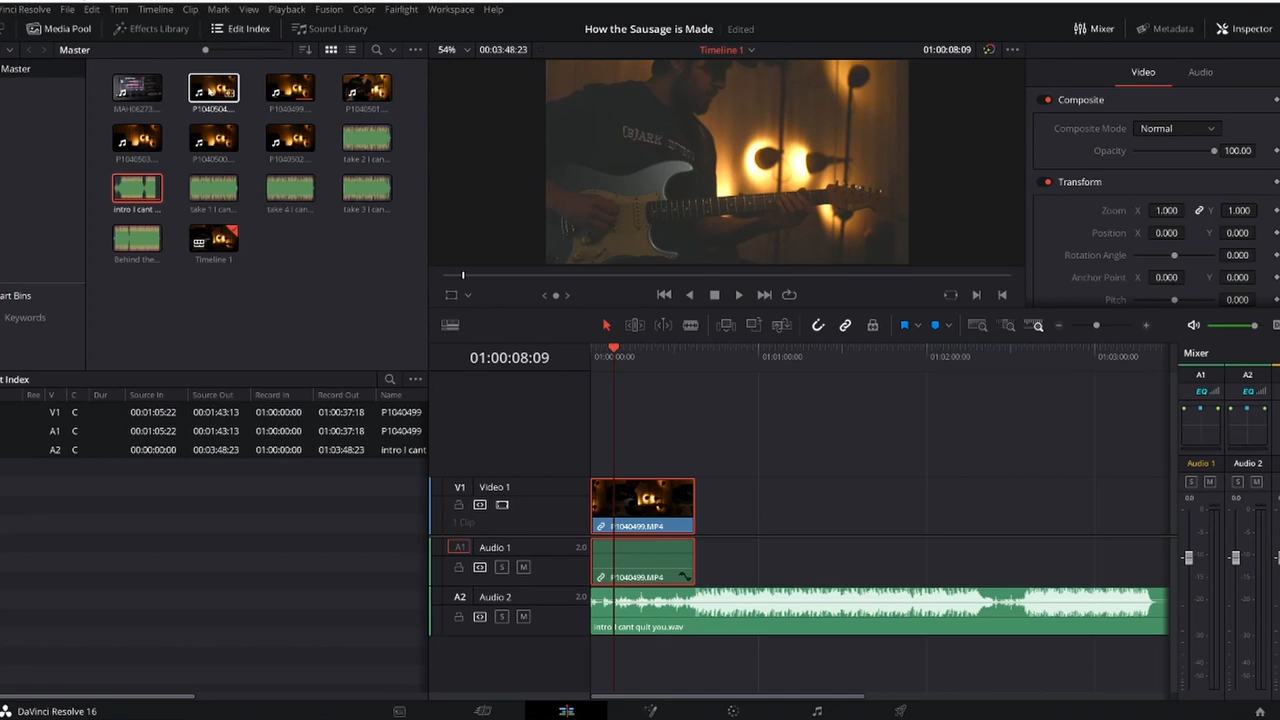 Vinci Resolve File Edit Trim Timeline Clip Mark View Playback Fusion Color Fairlight Workspace Help
Media Pool Effects Library Edit Index Sound Library How the Sausage is Made Edited Mixer Metadata Inspector
Master 54% 00:03:48:23 Timeline 1 01:00:08:09
Master
MAH06273... P1040504... P1040499... P1040501...
P1040503... P1040500... P1040502... take 2 I can...
intro I cant ... take 1 I can... take 4 I can... take 3 I can...
Behind the... Timeline 1
art Bins
Keywords
(B)ARK
Video Audio
Composite
Composite Mode Normal
Opacity 100.00
Transform
Zoom X 1.000 Y 1.000
Position X 0.000 Y 0.000
Rotation Angle 0.000
Anchor Point X 0.000 Y 0.000
Pitch 0.000
t Index
Ree V C Dur Source In Source Out Record In Record Out Name
V1 C 00:01:05:22 00:01:43:13 01:00:00:00 01:00:37:18 P1040499
A1 C 00:01:05:22 00:01:43:13 01:00:00:00 01:00:37:18 P1040499
A2 C 00:00:00:00 00:03:48:23 01:00:00:00 01:03:48:23 intro I cant
01:00:08:09
01:00:00:00 01:01:00:00 01:02:00:00 01:03:00:00
V1 Video 1
1 Clip
P1040499.MP4
A1 Audio 1 2.0
S M
P1040499.MP4
A2 Audio 2 2.0
S M
intro I cant quit you.wav
Mixer
A1 A2
EQ EQ
Audio 1 Audio 2
S M S M
0.0 0.0
DaVinci Resolve 16